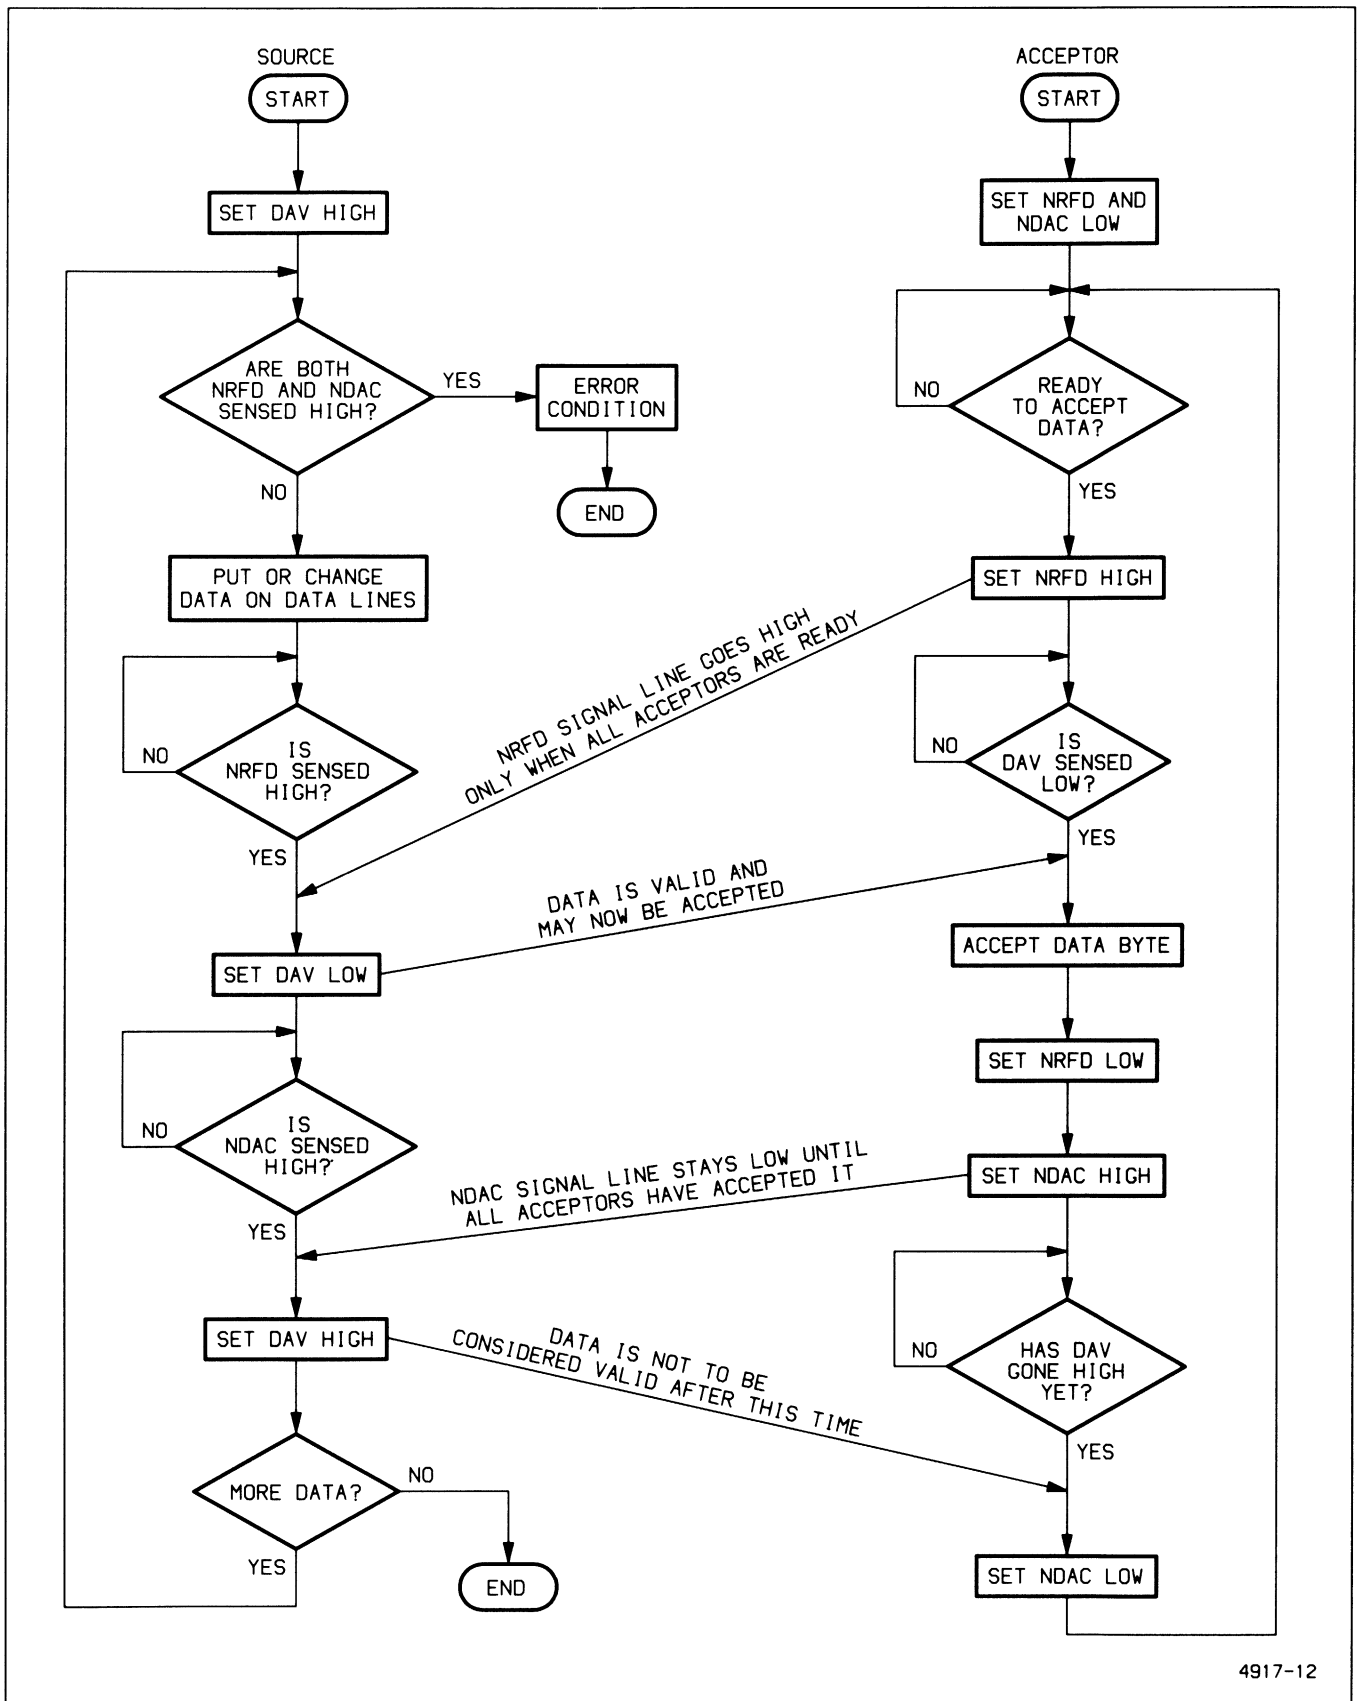 SOURCE
START
SET DAV HIGH
ARE BOTH
NRFD AND NDAC
SENSED HIGH?
YES
ERROR
CONDITION
END
NO
PUT OR CHANGE
DATA ON DATA LINES
NO
IS
NRFD SENSED
HIGH?
YES
SET DAV LOW
NO
IS
NDAC SENSED
HIGH?
YES
SET DAV HIGH
MORE DATA?
NO
END
YES
NRFD SIGNAL LINE GOES HIGH
ONLY WHEN ALL ACCEPTORS ARE READY
DATA IS VALID AND
MAY NOW BE ACCEPTED
NDAC SIGNAL LINE STAYS LOW UNTIL
ALL ACCEPTORS HAVE ACCEPTED IT
DATA IS NOT TO BE
CONSIDERED VALID AFTER THIS TIME
ACCEPTOR
START
SET NRFD AND
NDAC LOW
NO
READY
TO ACCEPT
DATA?
YES
SET NRFD HIGH
NO
IS
DAV SENSED
LOW?
YES
ACCEPT DATA BYTE
SET NRFD LOW
SET NDAC HIGH
NO
HAS DAV
GONE HIGH
YET?
YES
SET NDAC LOW
4917-12